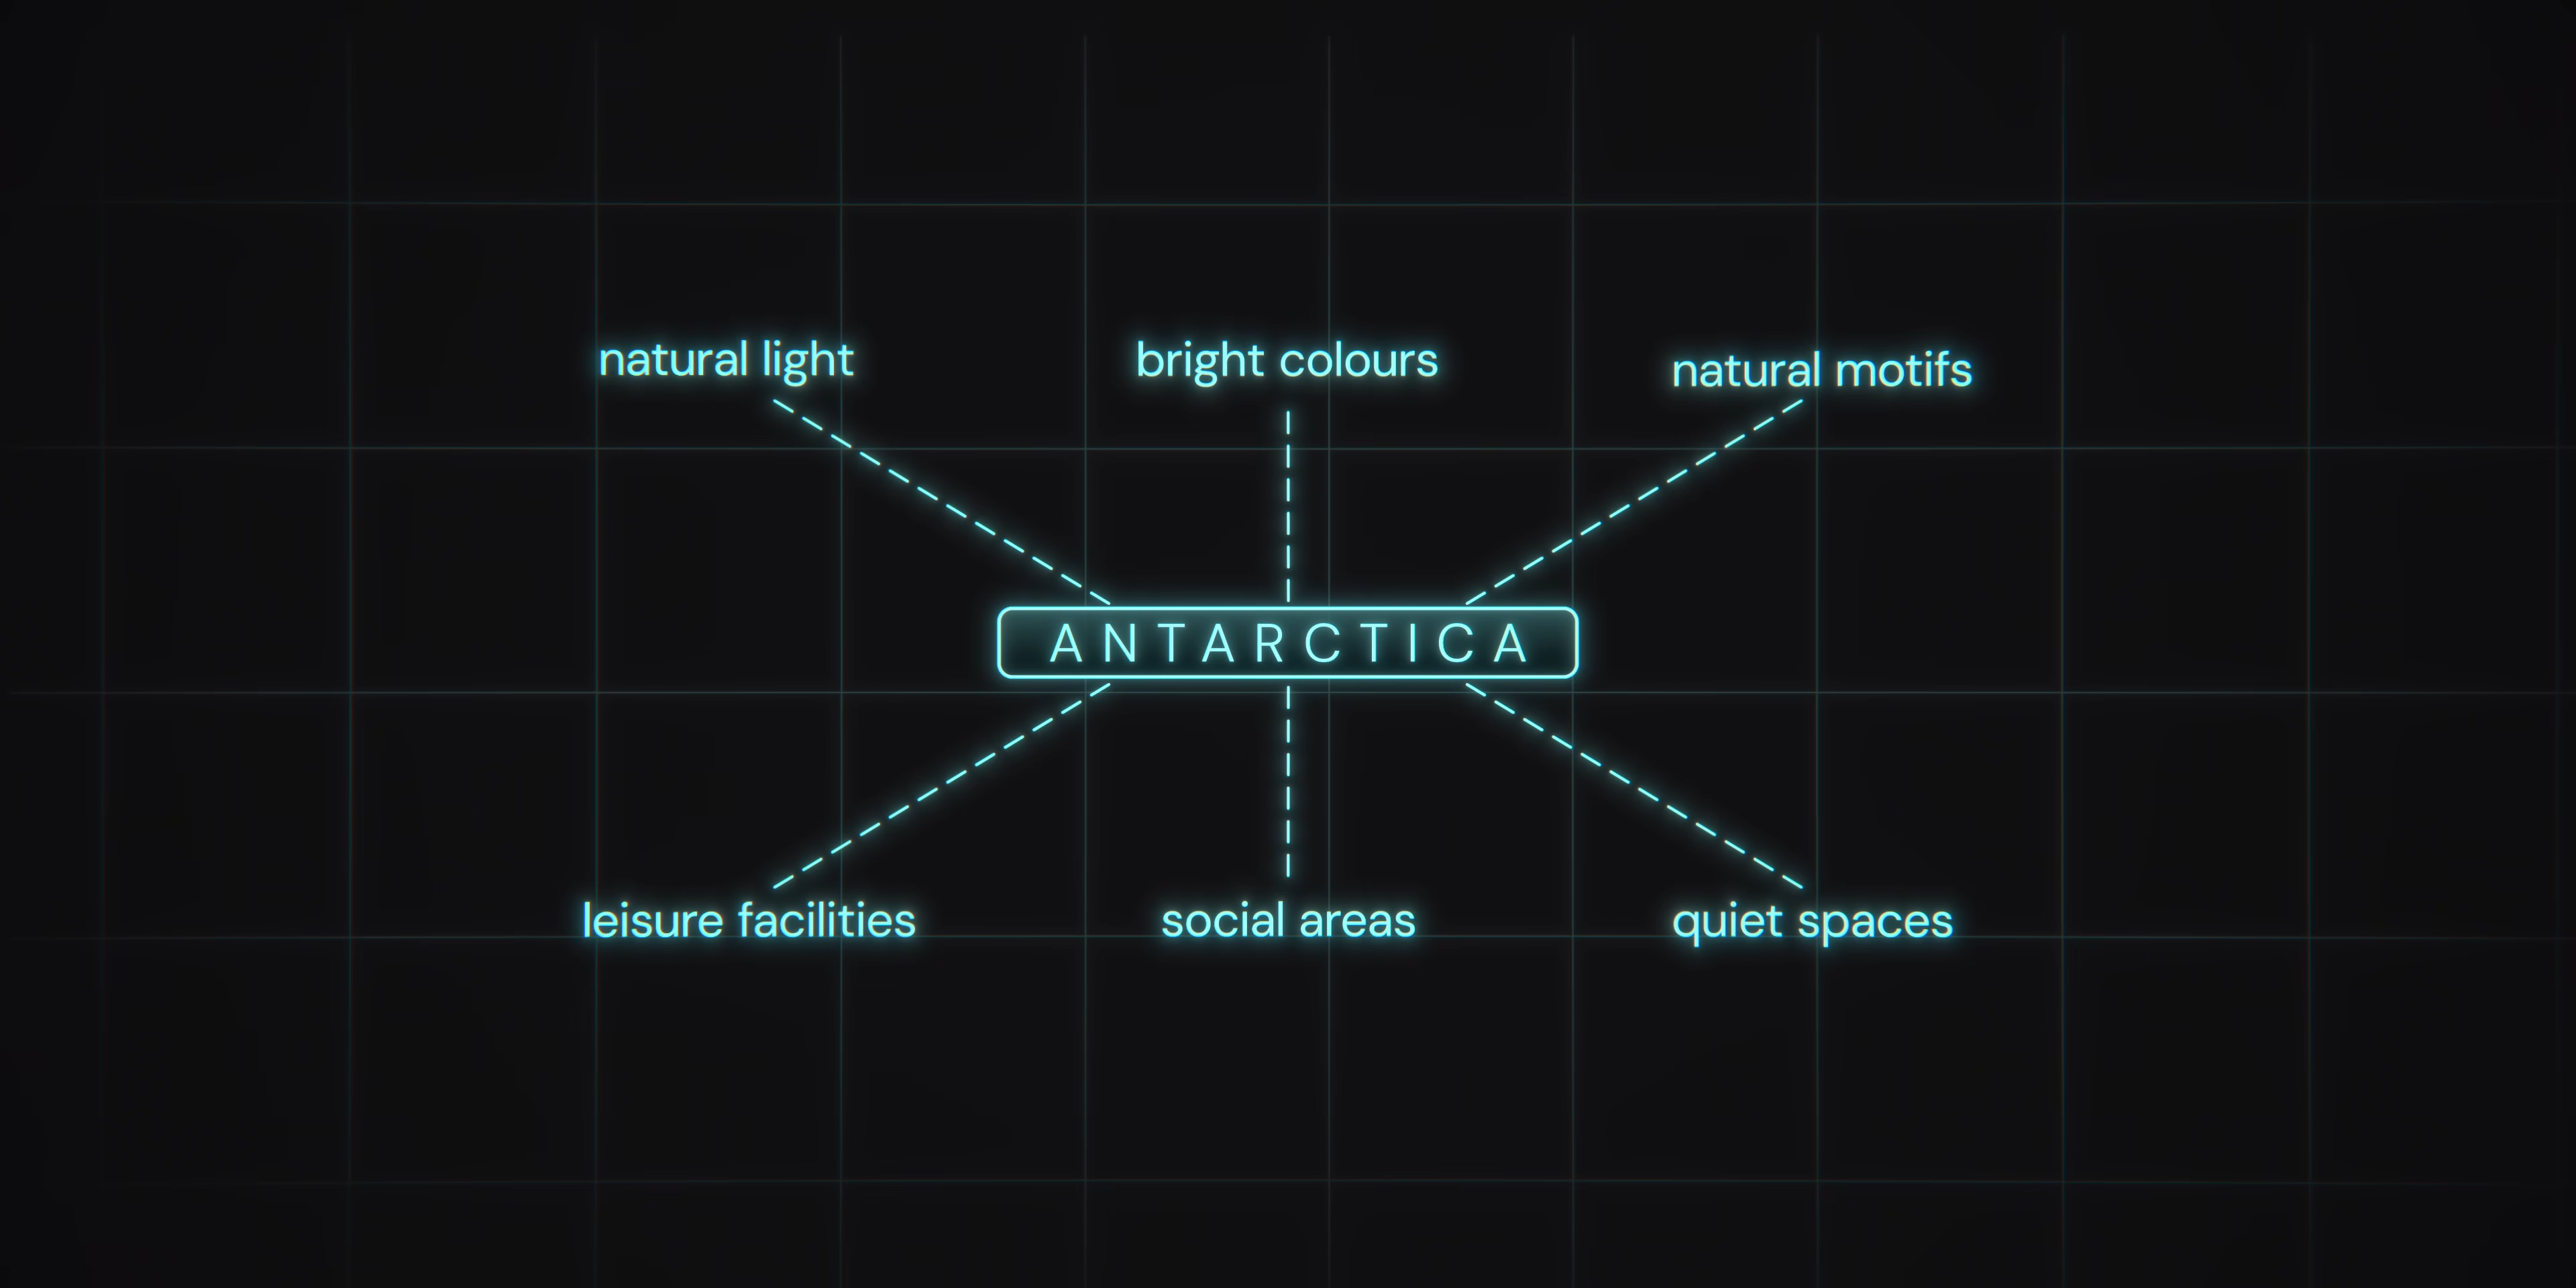 natural light
bright colours
natural motifs
ANTARCTICA
leisure facilities
social areas
quiet spaces